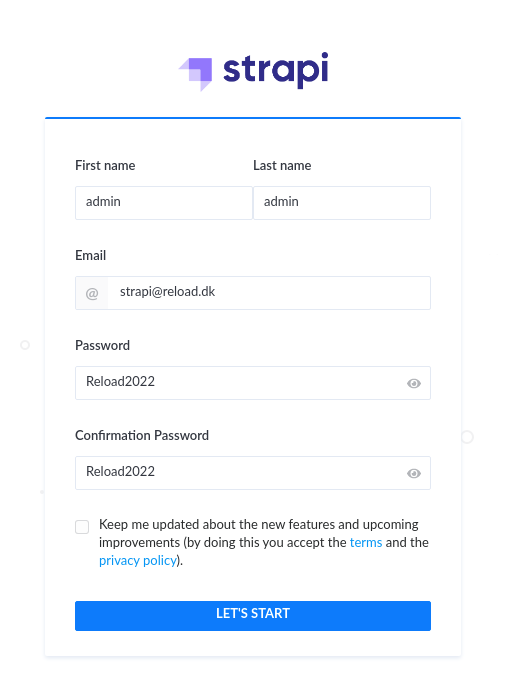 strapi
First name
Last name
admin
admin
Email
@
strapi@reload.dk
Password
Reload2022
Confirmation Password
Reload2022
Keep me updated about the new features and upcoming
improvements (by doing this you accept the terms and the
privacy policy).
LET'S START